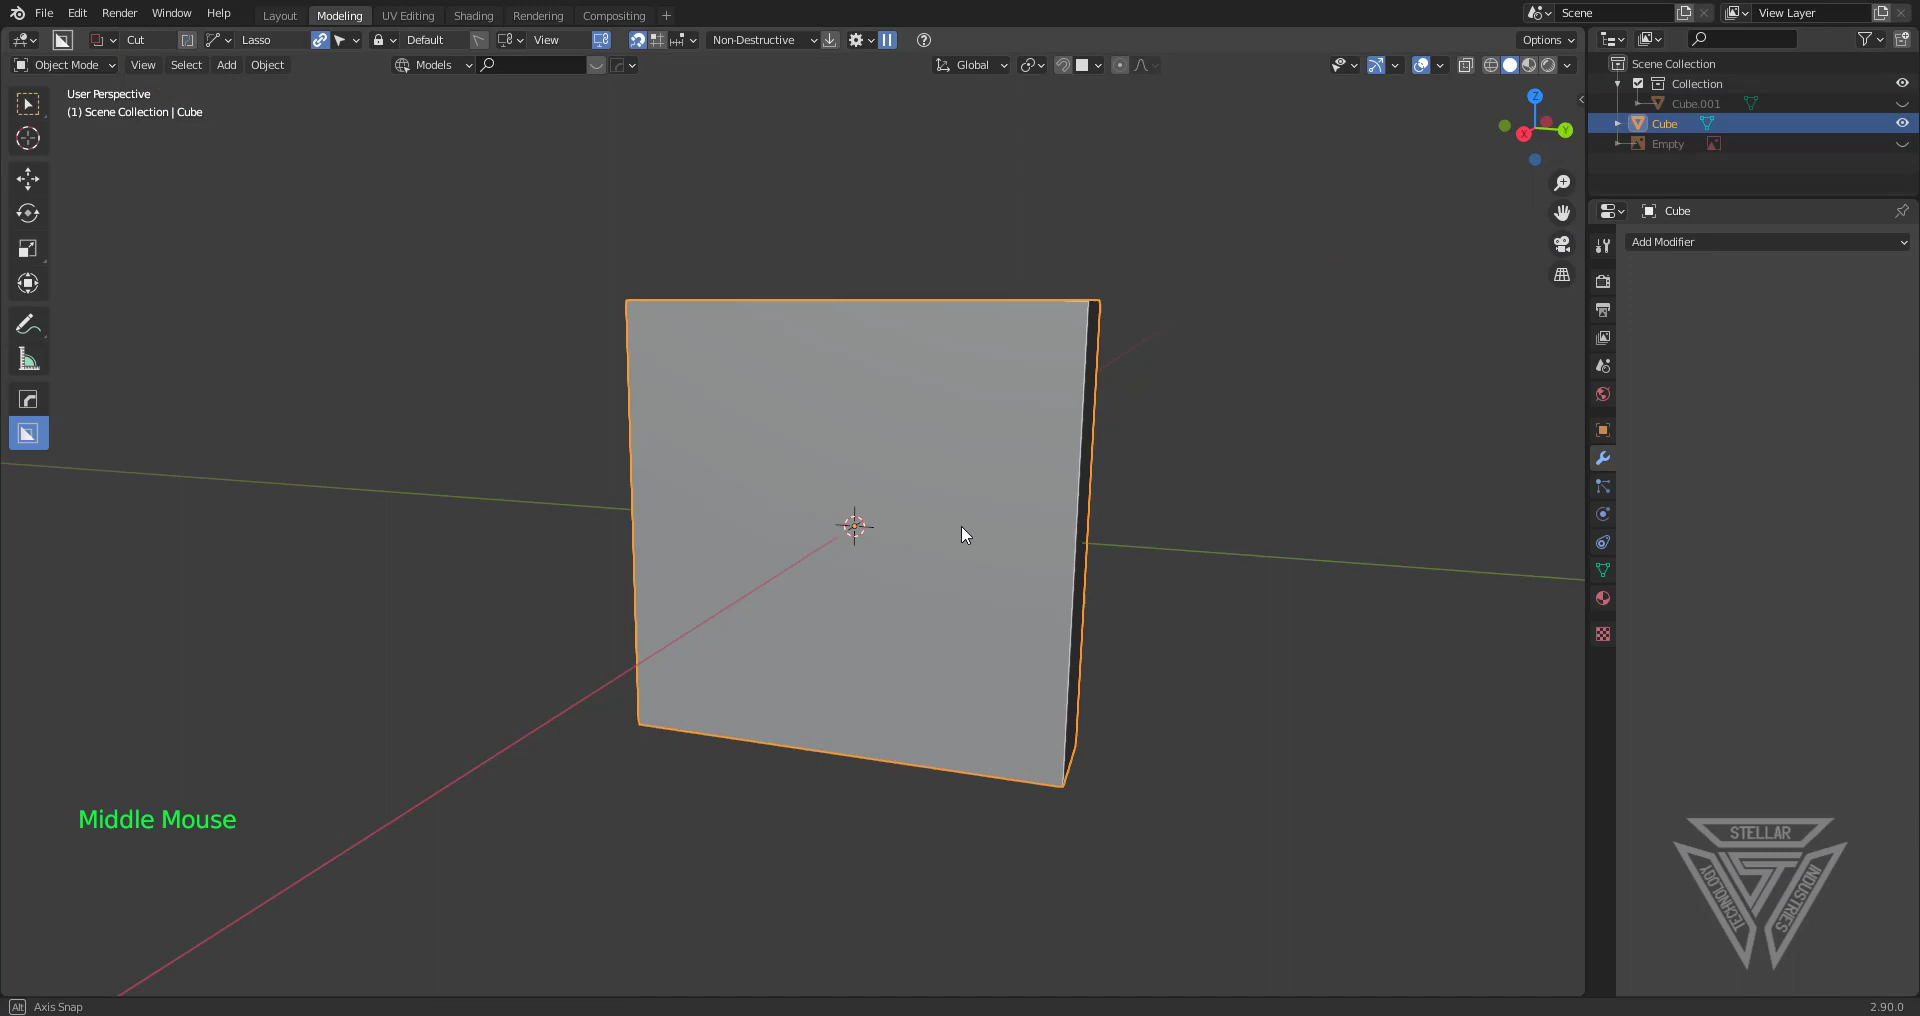 File Edit Render Window Help Layout Modeling UV Editing Shading Rendering Compositing + Scene View Layer
Cut Lasso Default View Non-Destructive Options
Object Mode View Select Add Object Models Global
User Perspective
(1) Scene Collection | Cube
Z
X
Y
Scene Collection
Collection
Cube.001
Cube
Empty
Cube
Add Modifier
Middle Mouse
STELLAR
TECHNOLOGY
INDUSTRIES
Alt Axis Snap
2.90.0